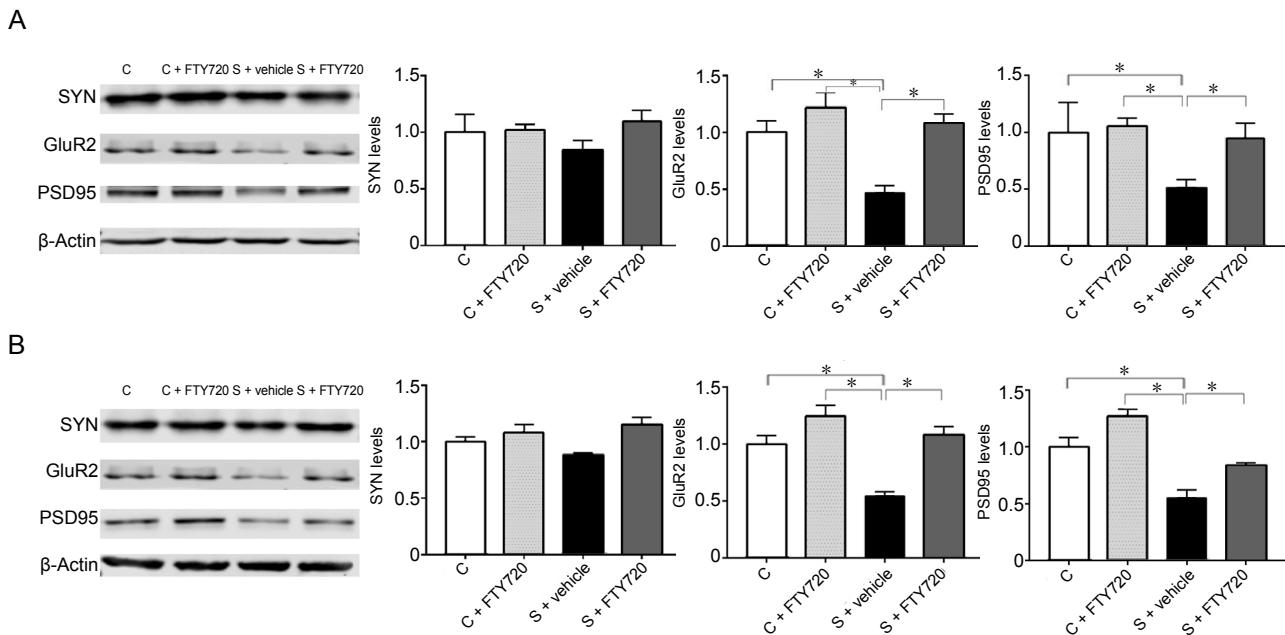 A
C C + FTY720 S + vehicle S + FTY720
SYN
GluR2
PSD95
β-Actin
SYN levels
1.5
1.0
0.5
0
C
C + FTY720
S + vehicle
S + FTY720
GluR2 levels
1.5
1.0
0.5
0
* * *
C
C + FTY720
S + vehicle
S + FTY720
PSD95 levels
1.5
1.0
0.5
0
* * *
C
C + FTY720
S + vehicle
S + FTY720
B
C C + FTY720 S + vehicle S + FTY720
SYN
GluR2
PSD95
β-Actin
SYN levels
1.5
1.0
0.5
0
C
C + FTY720
S + vehicle
S + FTY720
GluR2 levels
1.5
1.0
0.5
0
* * *
C
C + FTY720
S + vehicle
S + FTY720
PSD95 levels
1.5
1.0
0.5
0
* * *
C
C + FTY720
S + vehicle
S + FTY720